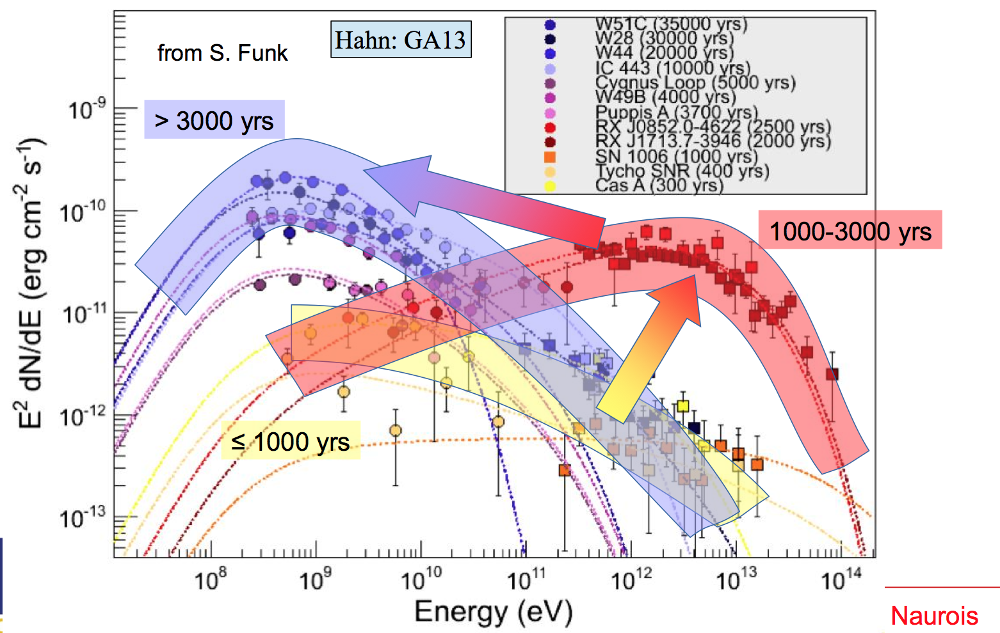 from S. Funk
Hahn: GA13
W51C (35000 yrs)
W28 (30000 yrs)
W44 (20000 yrs)
IC 443 (10000 yrs)
Cygnus Loop (5000 yrs)
W49B (4000 yrs)
Puppis A (3700 yrs)
RX J0852.0-4622 (2500 yrs)
RX J1713.7-3946 (2000 yrs)
SN 1006 (1000 yrs)
Tycho SNR (400 yrs)
Cas A (300 yrs)
> 3000 yrs
1000-3000 yrs
≤ 1000 yrs
E² dN/dE (erg cm⁻² s⁻¹)
10⁻⁹
10⁻¹⁰
10⁻¹¹
10⁻¹²
10⁻¹³
10⁸ 10⁹ 10¹⁰ 10¹¹ 10¹² 10¹³ 10¹⁴
Energy (eV)
Naurois